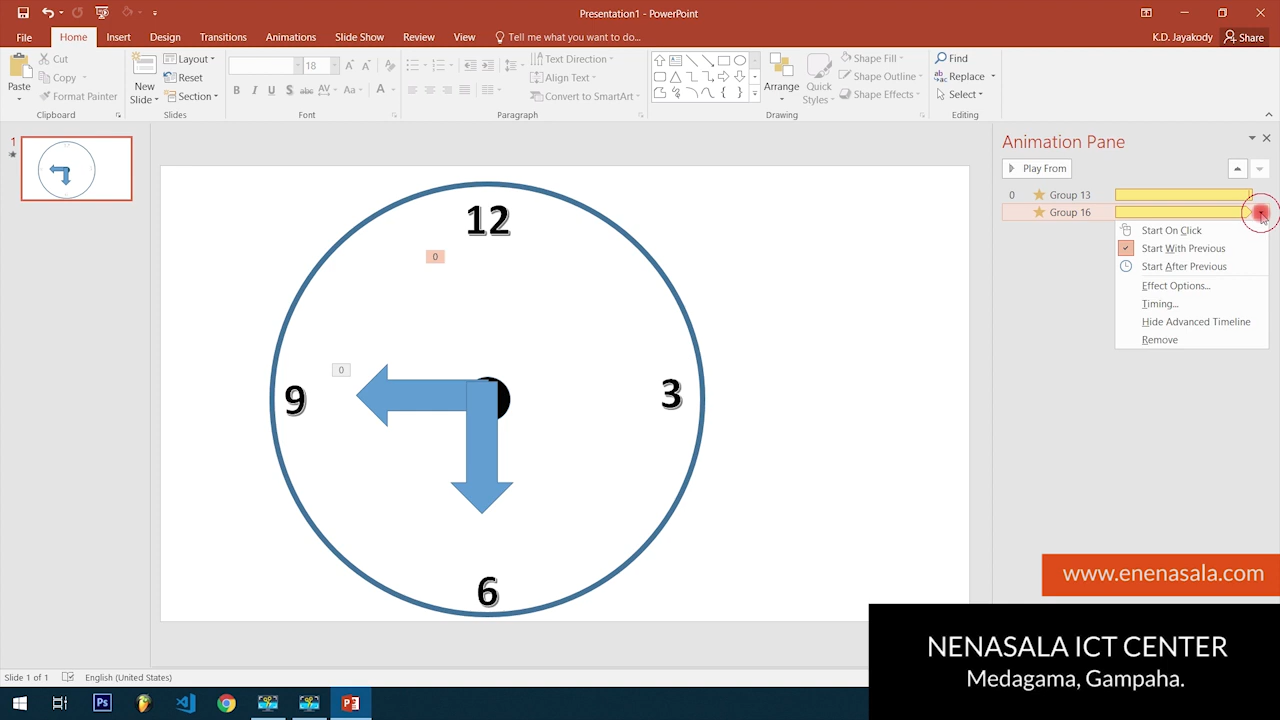 Presentation1 - PowerPoint
File
Home
Insert
Design
Transitions
Animations
Slide Show
Review
View
Tell me what you want to do...
K.D. Jayakody
Share
Paste
Cut
Copy
Format Painter
Clipboard
New
Slide
Layout
Reset
Section
Slides
18
B I U S abc AV Aa A
Font
Text Direction
Align Text
Convert to SmartArt
Paragraph
Arrange
Quick
Styles
Shape Fill
Shape Outline
Shape Effects
Drawing
Find
Replace
Select
Editing
1
12
3
6
9
0
0
Animation Pane
Play From
0 Group 13
Group 16
Start On Click
Start With Previous
Start After Previous
Effect Options...
Timing...
Hide Advanced Timeline
Remove
www.enenasala.com
NENASALA ICT CENTER
Medagama, Gampaha.
Slide 1 of 1
English (United States)